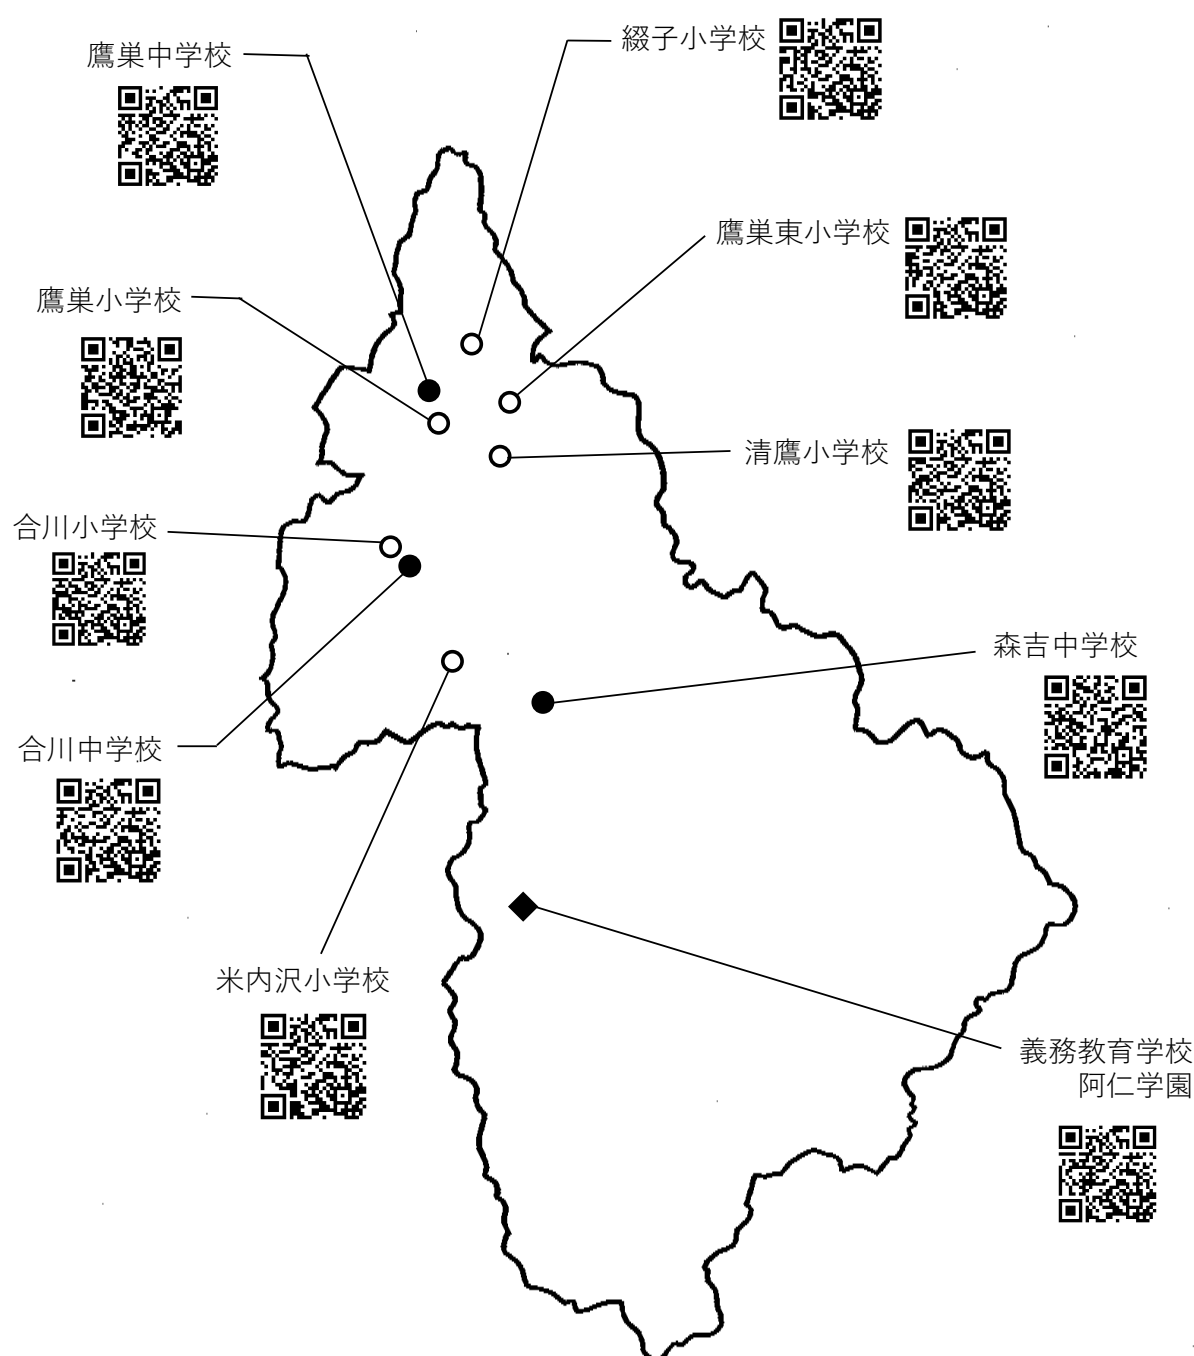 綴子小学校
鷹巣中学校
鷹巣東小学校
鷹巣小学校
清鷹小学校
合川小学校
森吉中学校
合川中学校
米内沢小学校
義務教育学校
阿仁学園